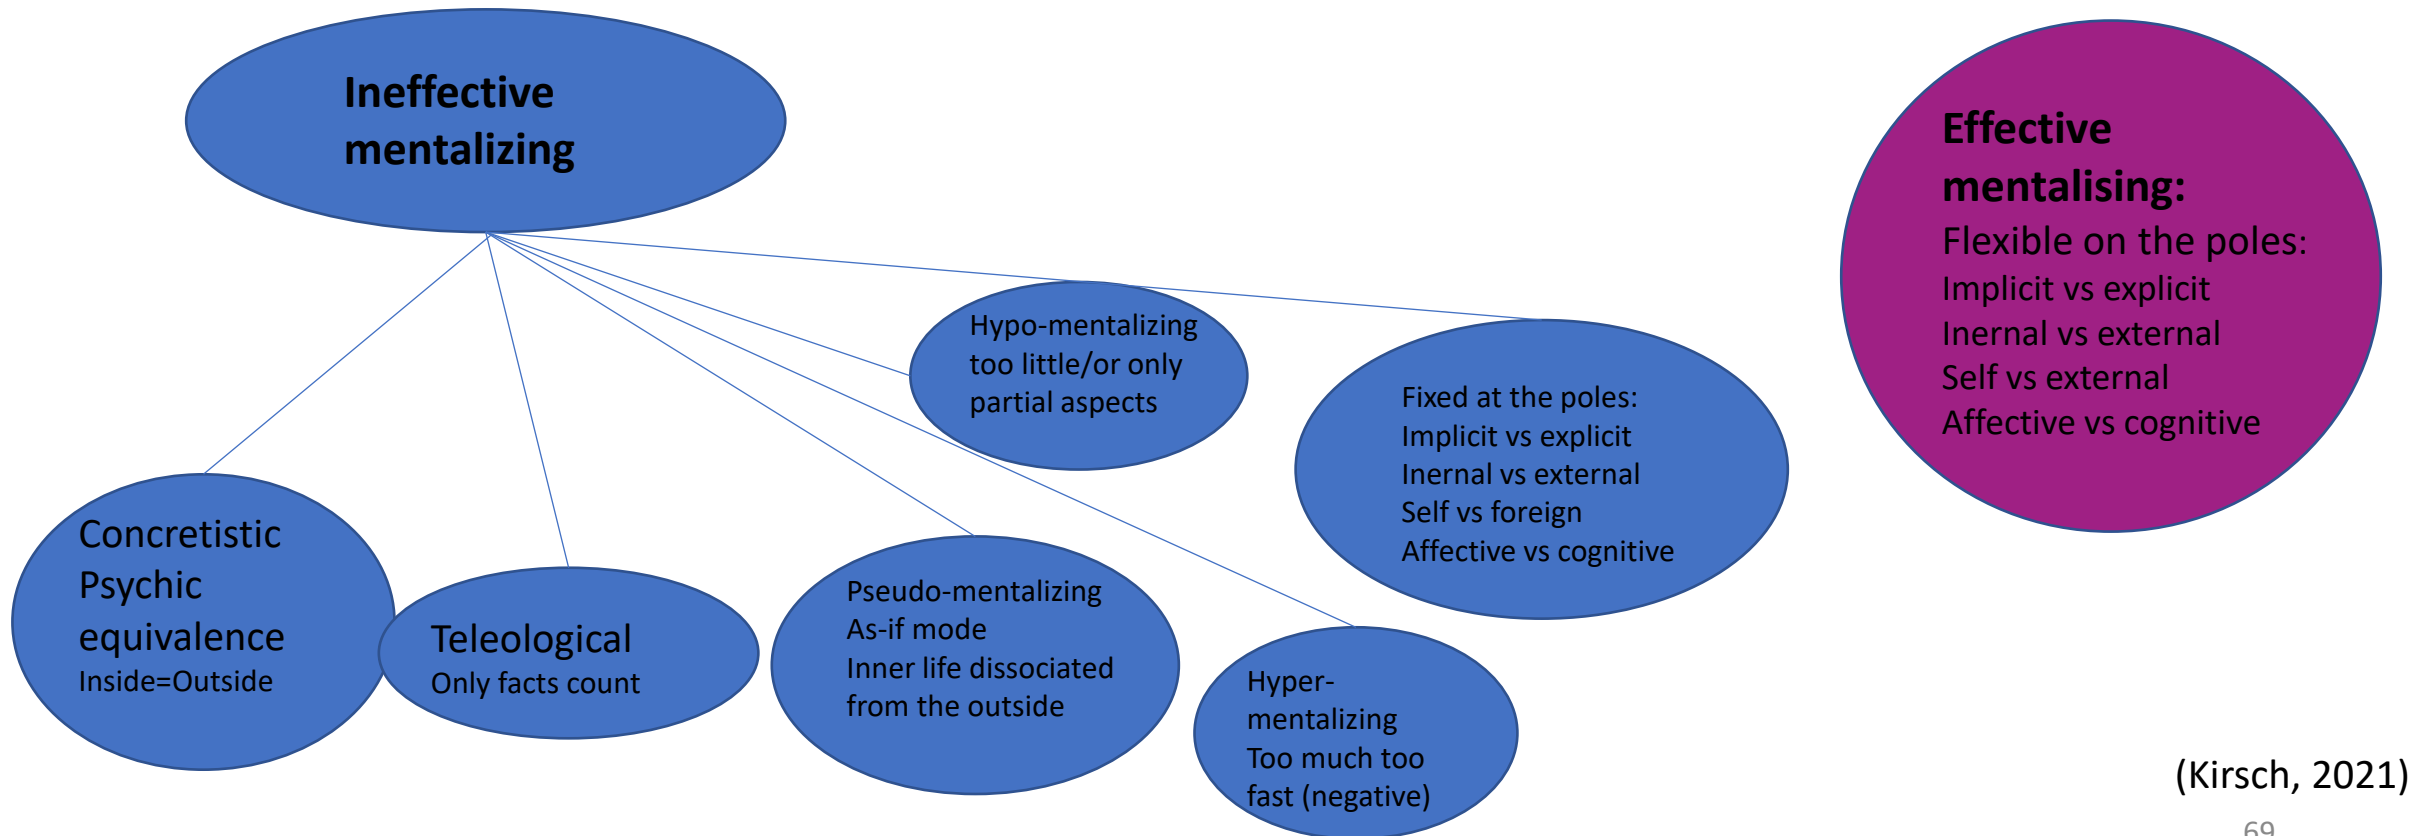 Ineffective
mentalizing
Effective
mentalising:
Flexible on the poles:
Implicit vs explicit
Inernal vs external
Self vs external
Affective vs cognitive
Hypo-mentalizing
too little/or only
partial aspects
Fixed at the poles:
Implicit vs explicit
Inernal vs external
Self vs foreign
Affective vs cognitive
Concretistic
Psychic
equivalence
Inside=Outside
Teleological
Only facts count
Pseudo-mentalizing
As-if mode
Inner life dissociated
from the outside
Hyper-
mentalizing
Too much too
fast (negative)
(Kirsch, 2021)
69